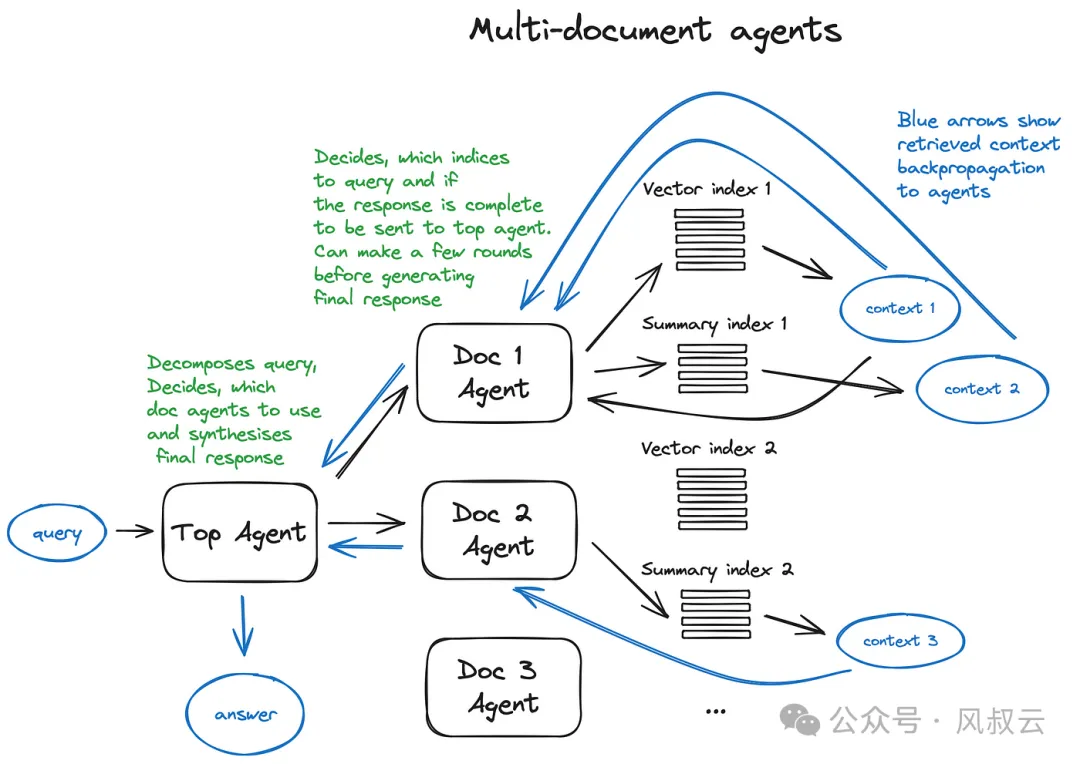 Multi-document agents
Blue arrows show
retrieved context
backpropagation
to agents
Decides, which indices
to query and if
the response is complete
to be sent to top agent.
Can make a few rounds
before generating
final response
Vector index 1
context 1
Summary index 1
context 2
Doc 1
Agent
Decomposes query,
Decides, which
doc agents to use
and synthesises
final response
Vector index 2
query
Top Agent
Doc 2
Agent
Summary index 2
context 3
Doc 3
Agent
answer
...
公众号 · 风叔云